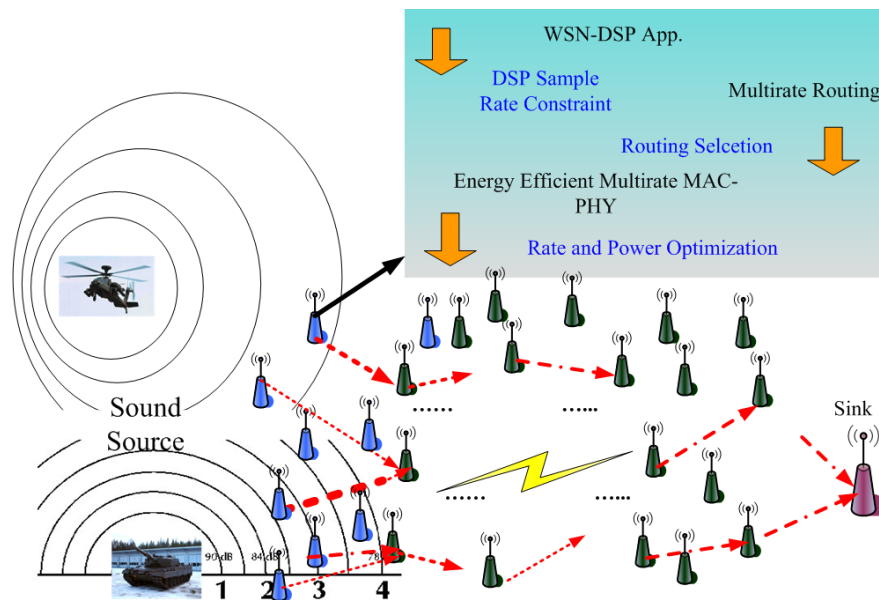 WSN-DSP App.
DSP Sample
Rate Constraint
Multirate Routing
Routing Selcetion
Energy Efficient Multirate MAC-
PHY
Rate and Power Optimization
Sound
Source
Sink
......
......
......
......
90 dB
84 dB
78
1
2
3
4